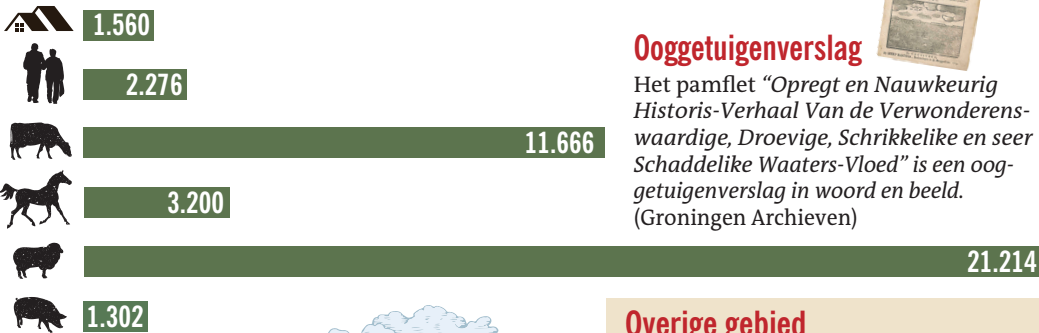 1.560
2.276
11.666
3.200
21.214
1.302
Ooggetuigenverslag
Het pamflet “Opregt en Nauwkeurig
Historis-Verhaal Van de Verwonderens-
waardige, Droevige, Schrikkelike en seer
Schaddelike Waaters-Vloed” is een oog-
getuigenverslag in woord en beeld.
(Groningen Archieven)
Overige gebied